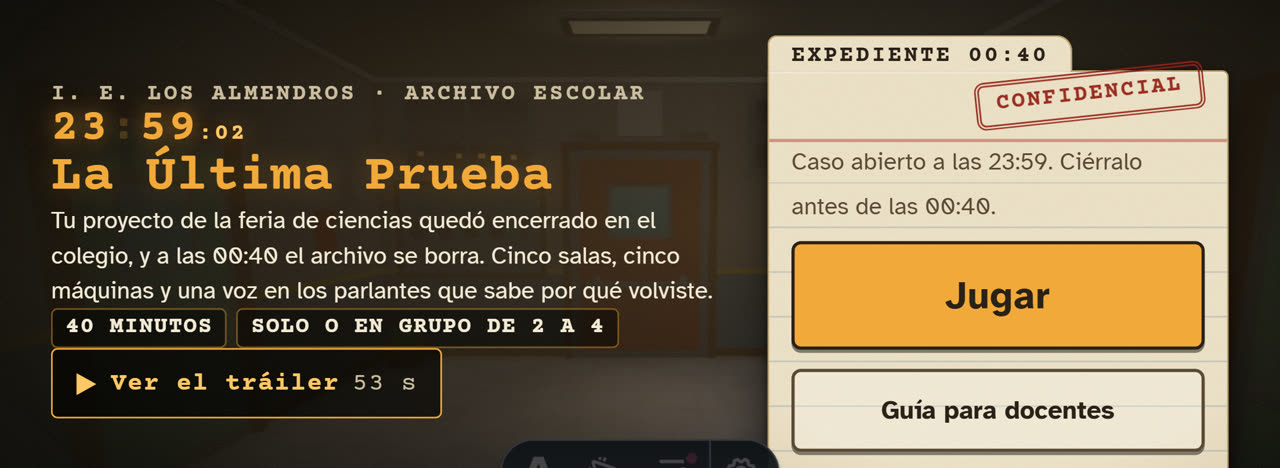 I. E. LOS ALMENDROS · ARCHIVO ESCOLAR
23:59:02
La Última Prueba
Tu proyecto de la feria de ciencias quedó encerrado en el
colegio, y a las 00:40 el archivo se borra. Cinco salas, cinco
máquinas y una voz en los parlantes que sabe por qué volviste.
40 MINUTOS
SOLO O EN GRUPO DE 2 A 4
Ver el tráiler 53 s
EXPEDIENTE 00:40
CONFIDENCIAL
Caso abierto a las 23:59. Ciérralo
antes de las 00:40.
Jugar
Guía para docentes